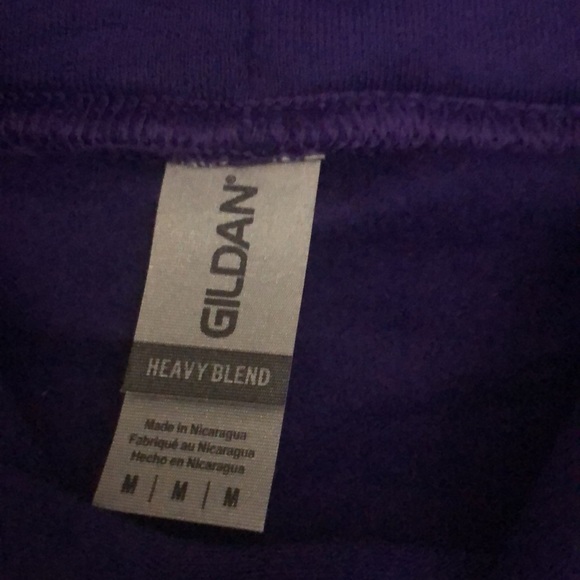 GILDAN®
HEAVY BLEND
Made in Nicaragua
Fabriqué au Nicaragua
Hecho en Nicaragua
M | M | M